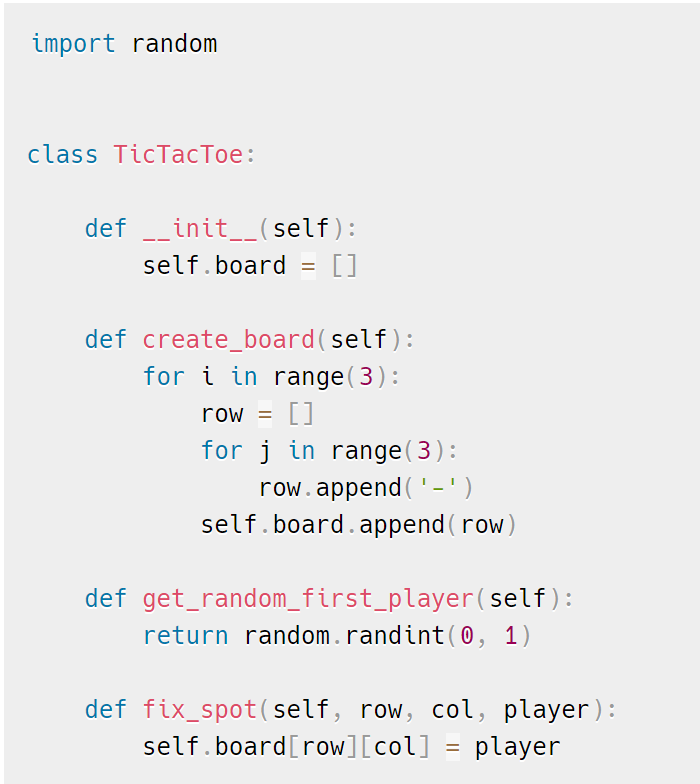 import random
class TicTacToe:
    def __init__(self):
        self.board = []
    def create_board(self):
        for i in range(3):
            row = []
            for j in range(3):
                row.append('-')
            self.board.append(row)
    def get_random_first_player(self):
        return random.randint(0, 1)
    def fix_spot(self, row, col, player):
        self.board[row][col] = player